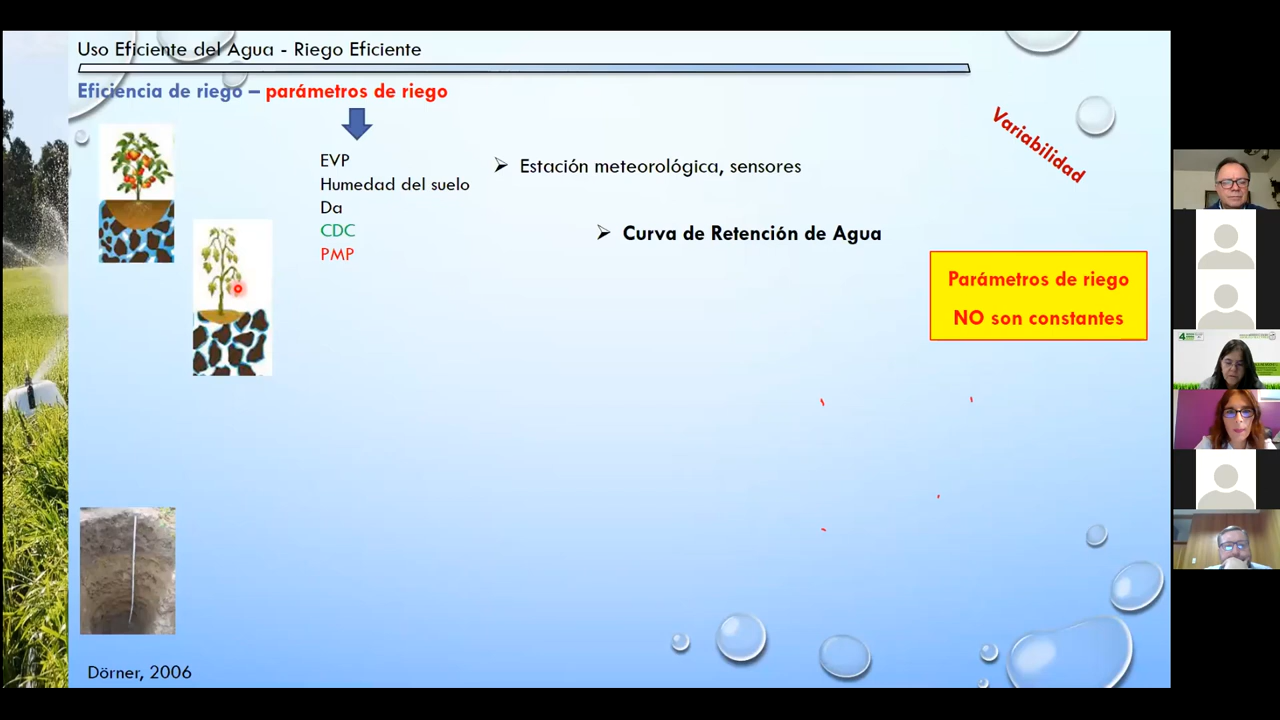 Uso Eficiente del Agua - Riego Eficiente
Eficiencia de riego – parámetros de riego
Variabilidad
EVP
Humedad del suelo
Da
CDC
PMP
➢ Estación meteorológica, sensores
➢ Curva de Retención de Agua
Parámetros de riego
NO son constantes
Dörner, 2006